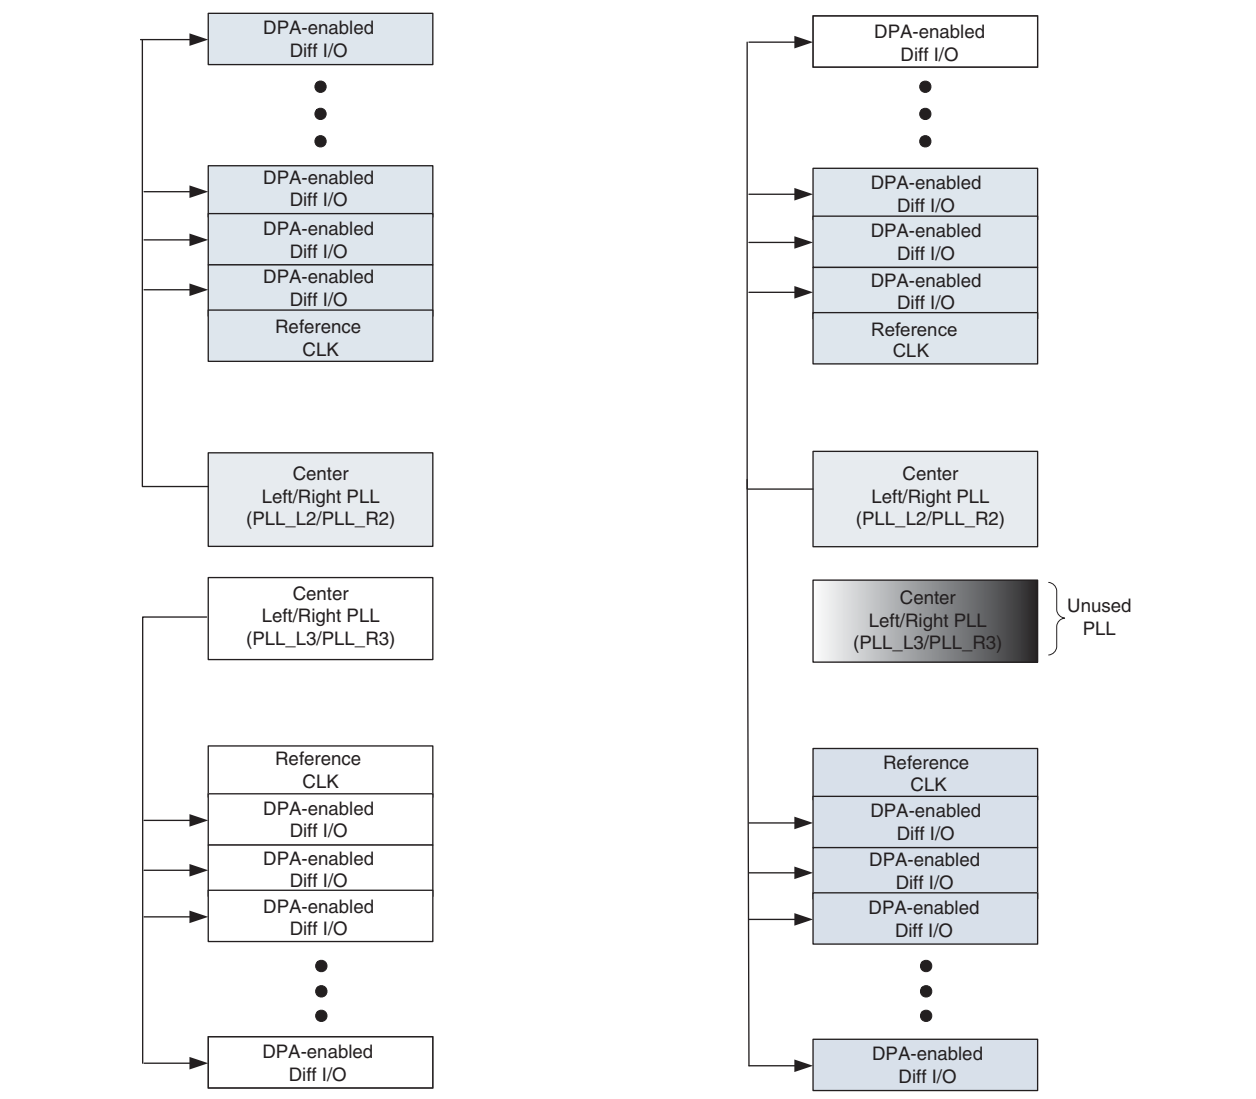 DPA-enabled
Diff I/O
DPA-enabled
Diff I/O
DPA-enabled
Diff I/O
DPA-enabled
Diff I/O
Reference
CLK
Center
Left/Right PLL
(PLL_L2/PLL_R2)
Center
Left/Right PLL
(PLL_L3/PLL_R3)
Reference
CLK
DPA-enabled
Diff I/O
DPA-enabled
Diff I/O
DPA-enabled
Diff I/O
DPA-enabled
Diff I/O
DPA-enabled
Diff I/O
DPA-enabled
Diff I/O
DPA-enabled
Diff I/O
DPA-enabled
Diff I/O
Reference
CLK
Center
Left/Right PLL
(PLL_L2/PLL_R2)
Center
Left/Right PLL
(PLL_L3/PLL_R3)
Unused
PLL
Reference
CLK
DPA-enabled
Diff I/O
DPA-enabled
Diff I/O
DPA-enabled
Diff I/O
DPA-enabled
Diff I/O